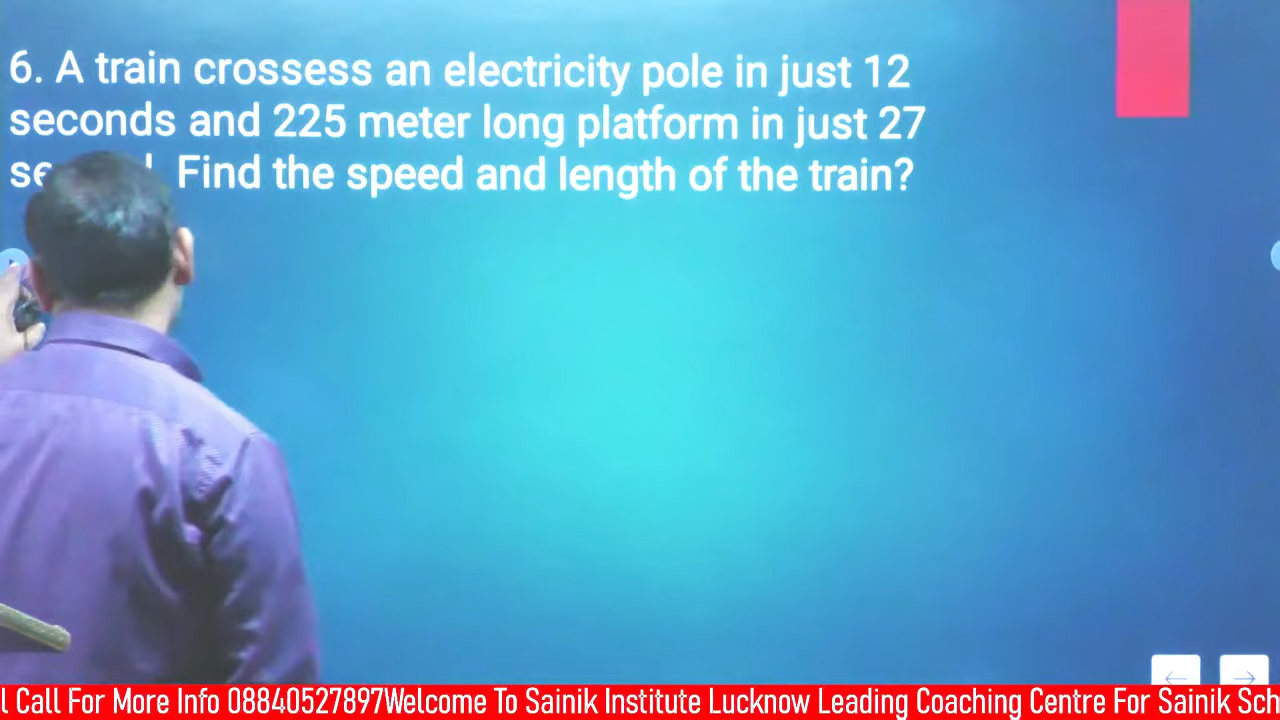 6. A train crossess an electricity pole in just 12
seconds and 225 meter long platform in just 27
Find the speed and length of the train?
l Call For More Info 08840527897Welcome To Sainik Institute Lucknow Leading Coaching Centre For Sainik Sch